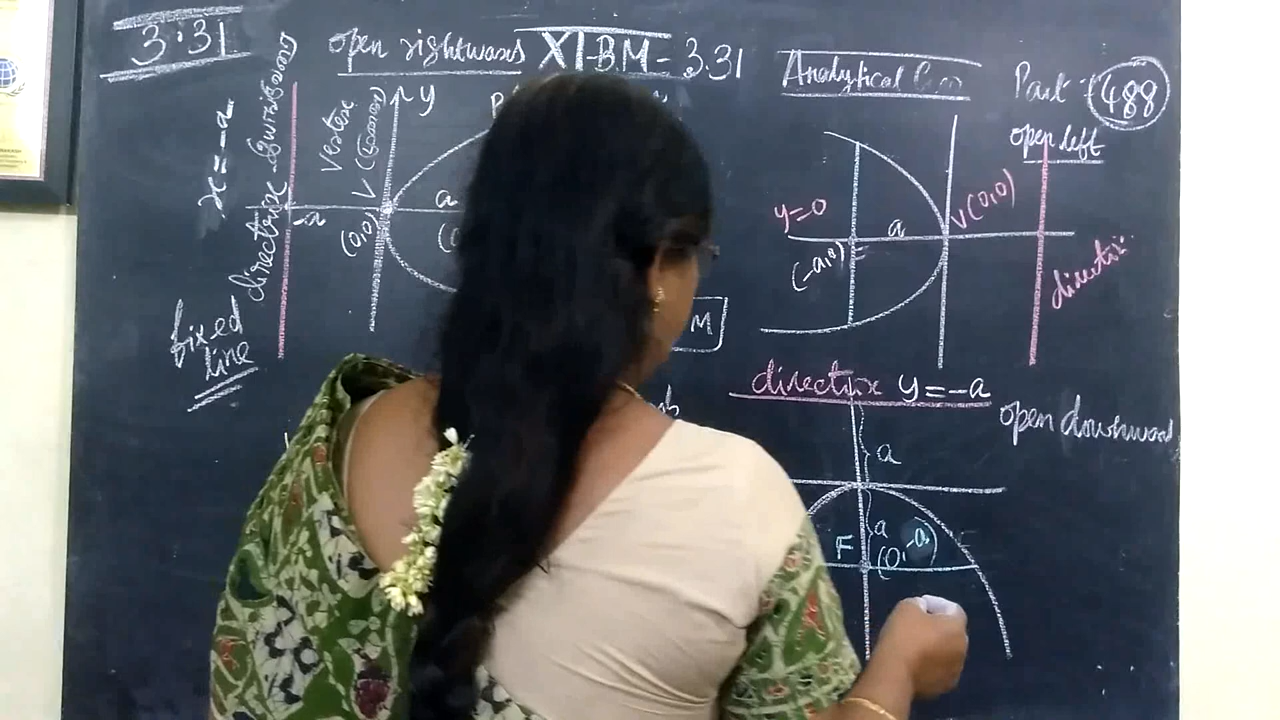 3.31
open rightwards XI-BM- 3.31
Analytical
Part - 488
x = -a
directrix
-a
Vertex
V
(0,0)
y
P
a
fixed
line
M
open left
y=0
a
V(0,0)
(-a,0)
F
directrix
directrix y=-a
open downward
a
a
F
(0,-a)